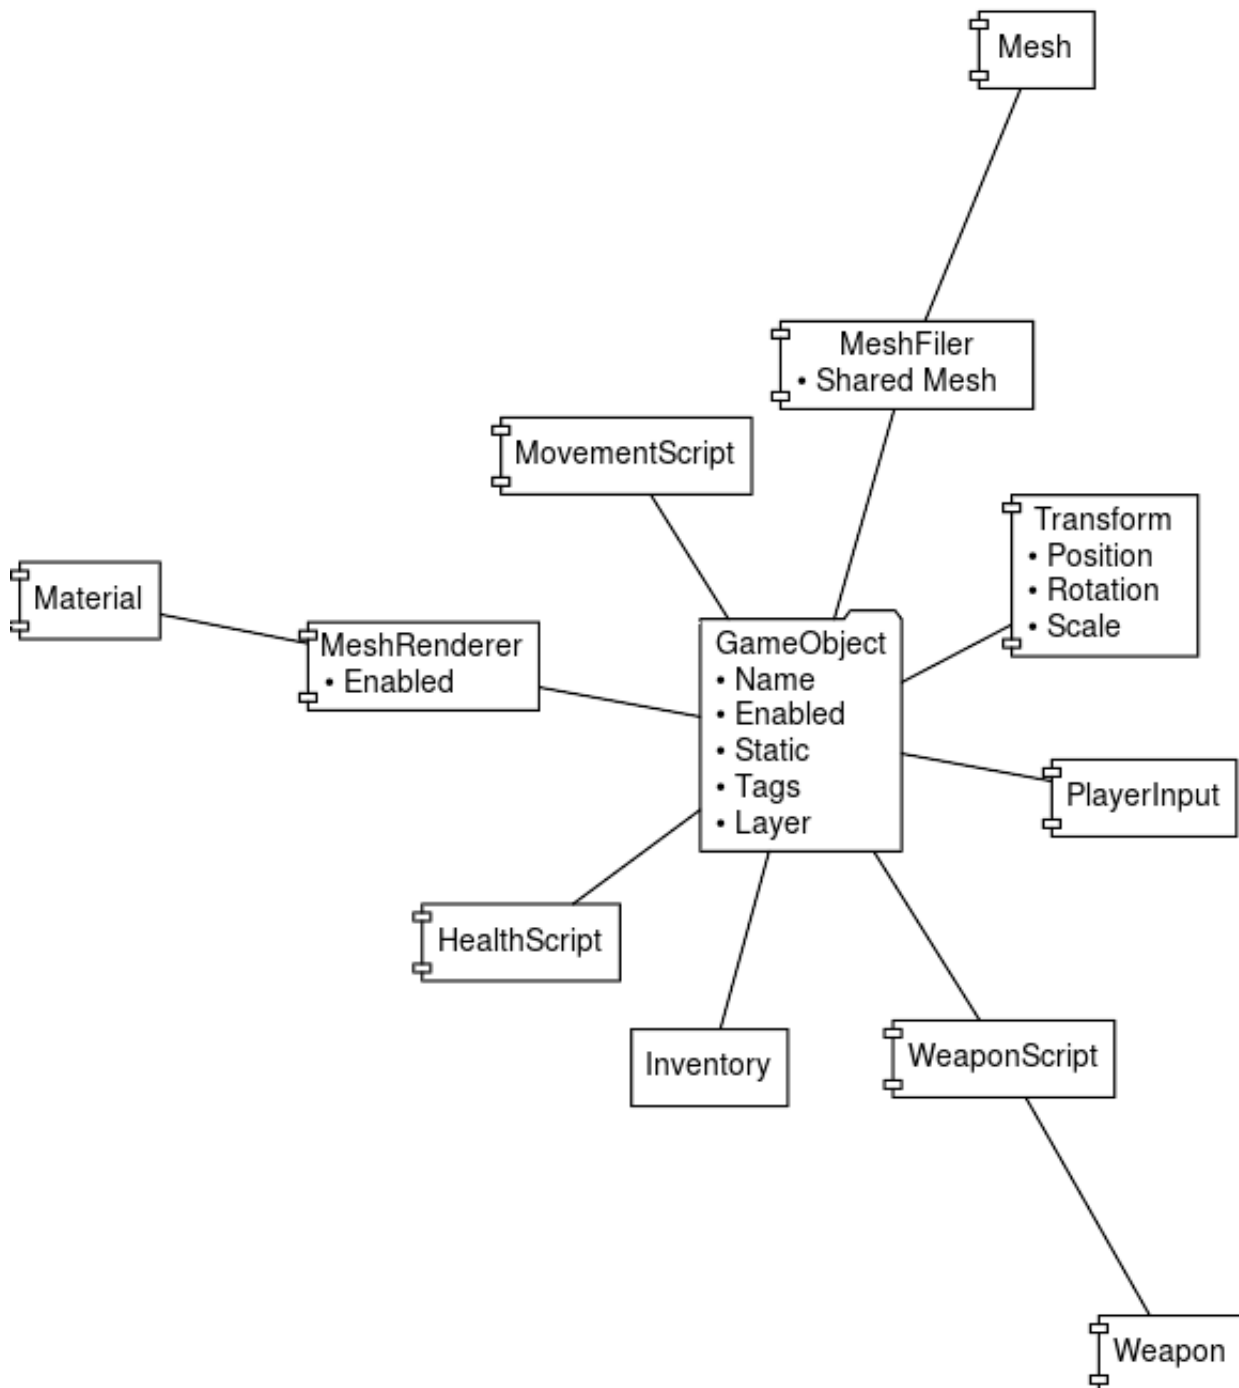 Mesh
MeshFiler
• Shared Mesh
MovementScript
Transform
• Position
• Rotation
• Scale
Material
MeshRenderer
• Enabled
GameObject
• Name
• Enabled
• Static
• Tags
• Layer
PlayerInput
HealthScript
Inventory
WeaponScript
Weapon